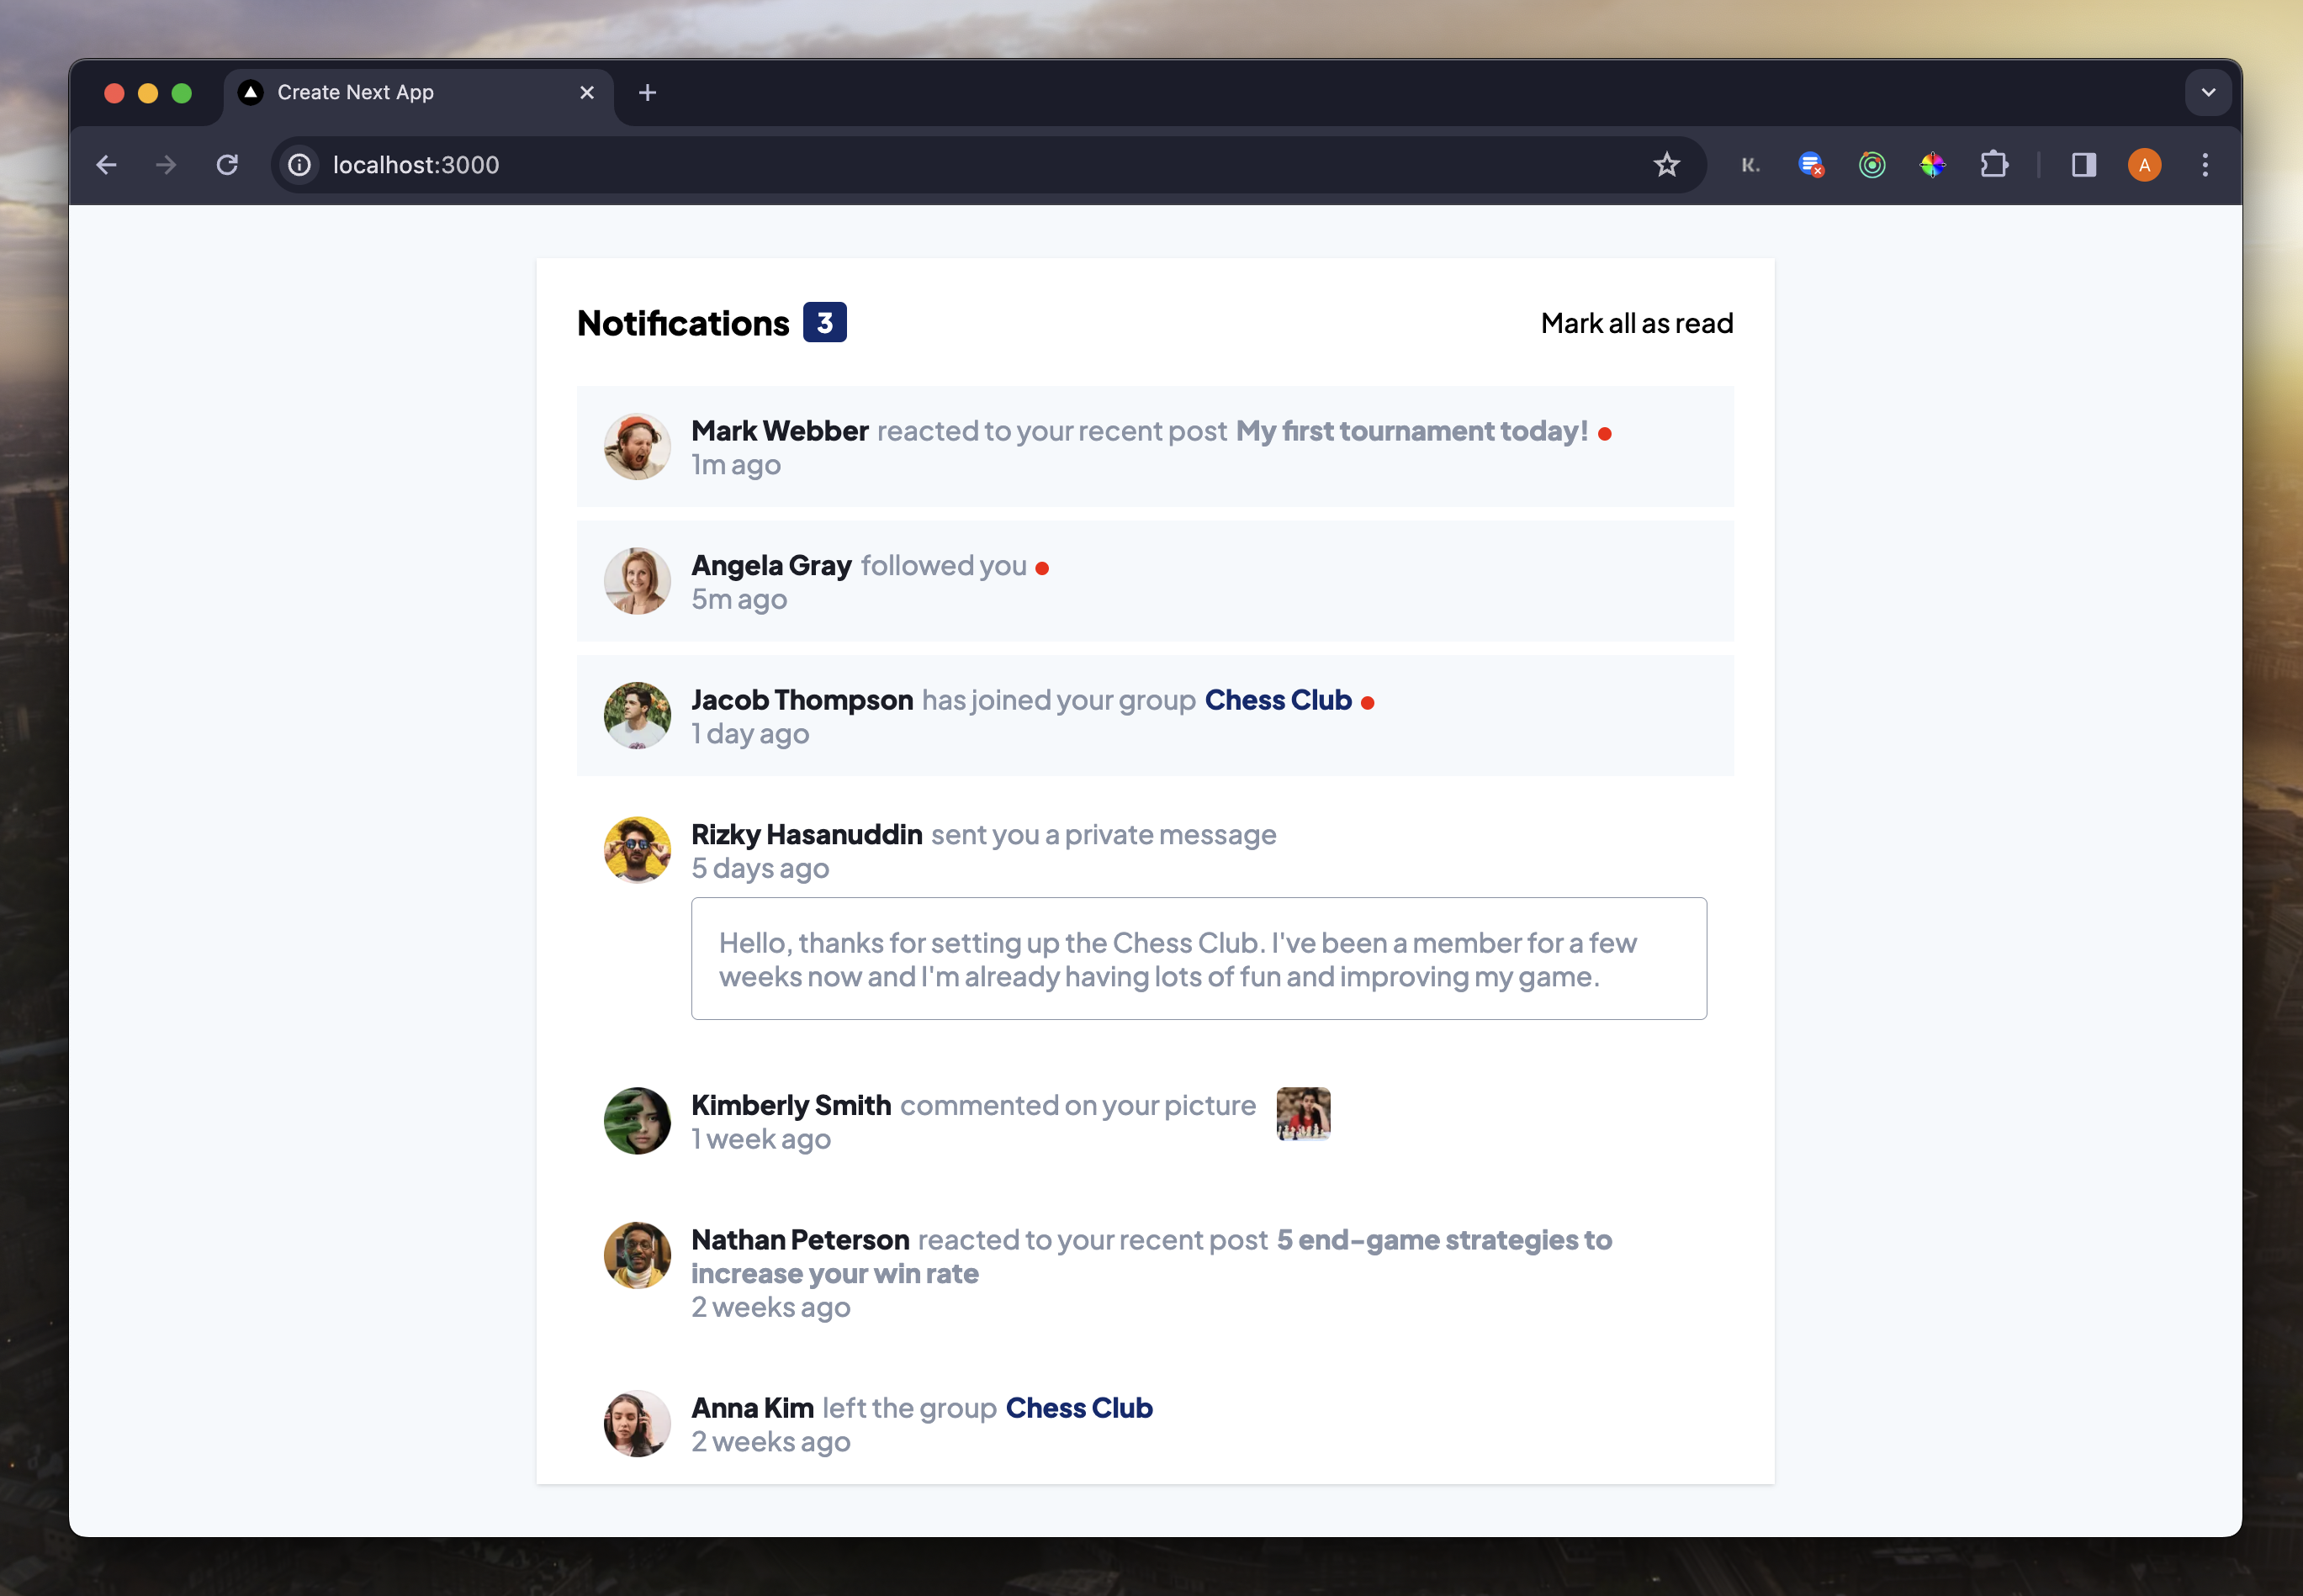 Create Next App
localhost:3000
K.
A
Notifications 3
Mark all as read
Mark Webber reacted to your recent post My first tournament today!
1m ago
Angela Gray followed you
5m ago
Jacob Thompson has joined your group Chess Club
1 day ago
Rizky Hasanuddin sent you a private message
5 days ago
Hello, thanks for setting up the Chess Club. I've been a member for a few
weeks now and I'm already having lots of fun and improving my game.
Kimberly Smith commented on your picture
1 week ago
Nathan Peterson reacted to your recent post 5 end-game strategies to
increase your win rate
2 weeks ago
Anna Kim left the group Chess Club
2 weeks ago